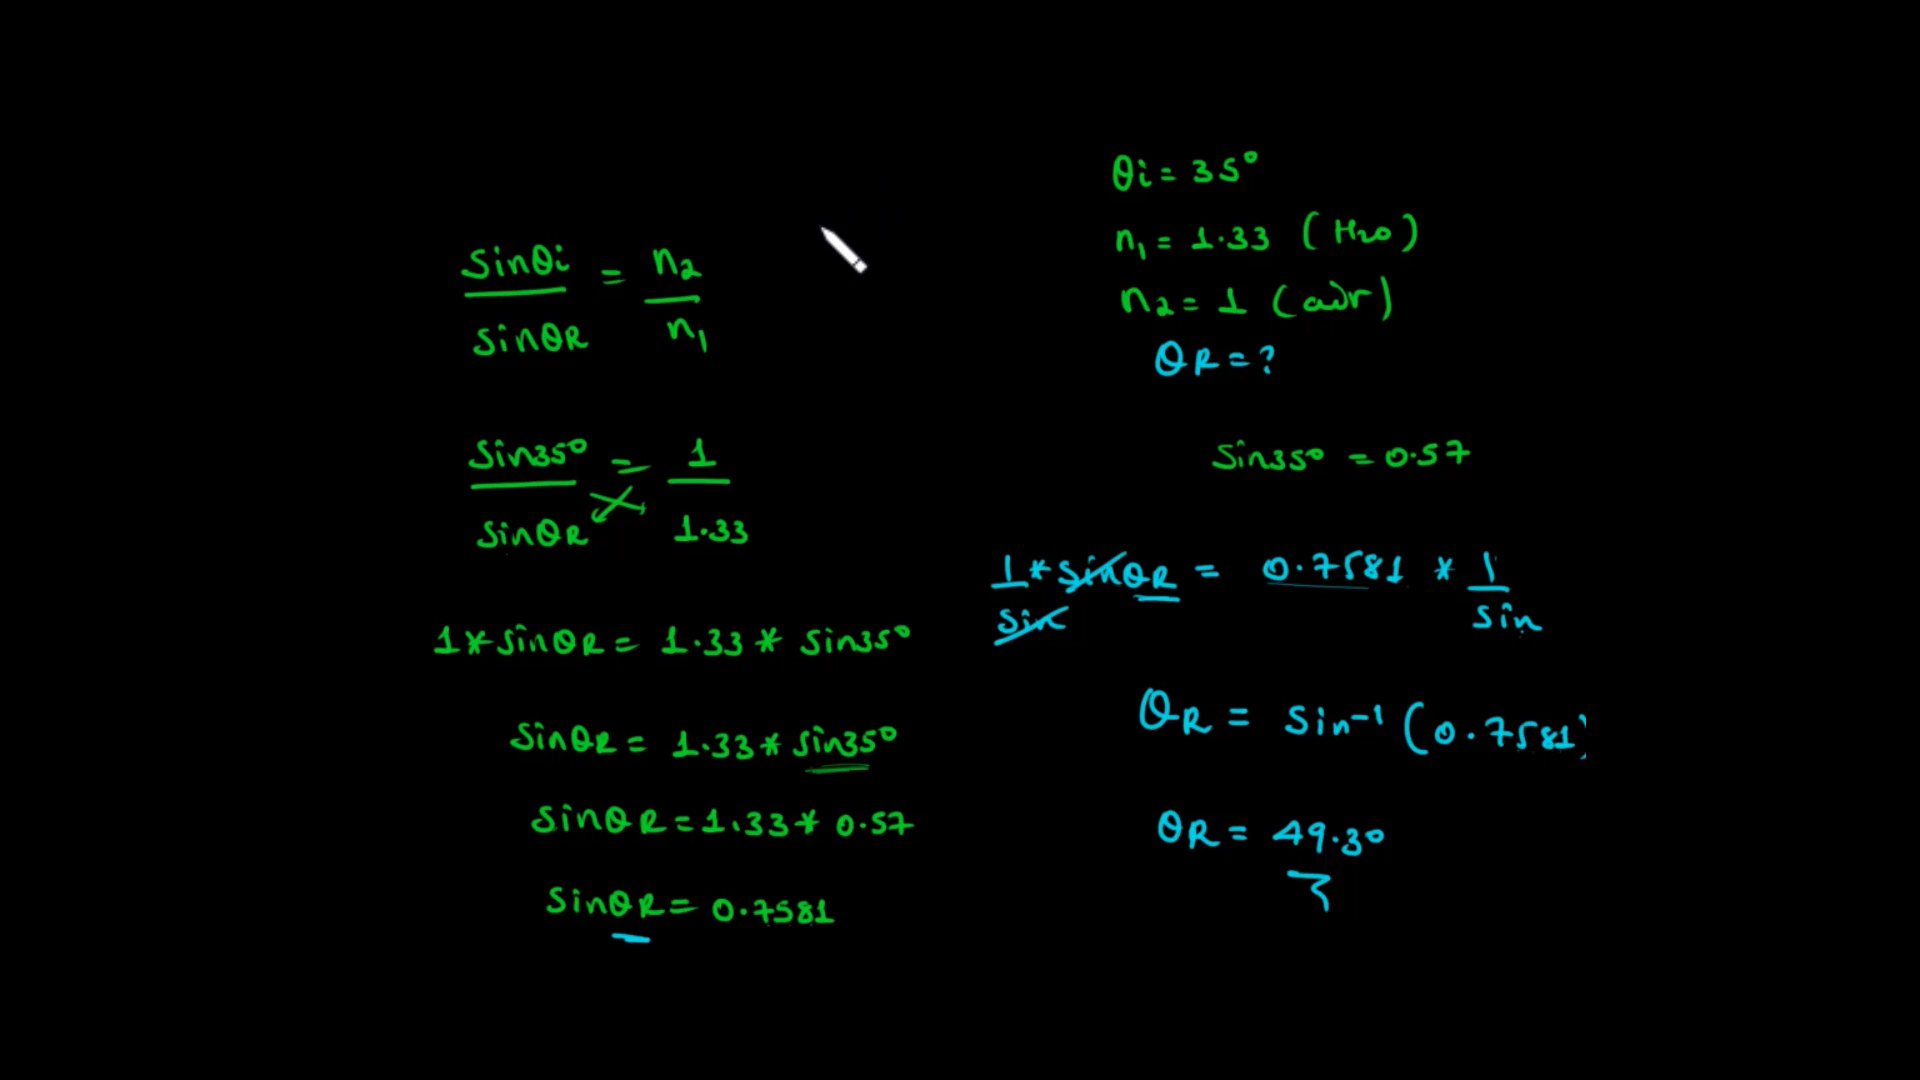 sinθi / sinθR = n2 / n1
sin35° / sinθR = 1 / 1.33
1*sinθR = 1.33 * sin35°
sinθR = 1.33 * sin35°
sinθR = 1.33 * 0.57
sinθR = 0.7581
θi = 35°
n1 = 1.33 (H2O)
n2 = 1 (air)
θR = ?
sin35° = 0.57
1/sin * sinθR = 0.7581 * 1/sin
θR = sin-1 (0.7581)
θR = 49.30